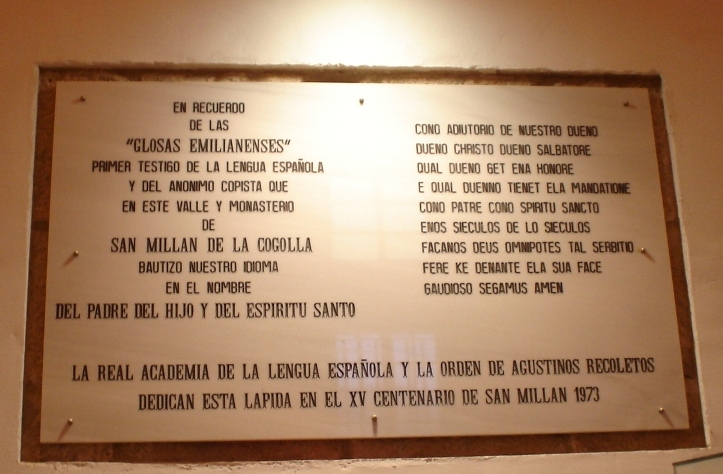 EN RECUERDO
DE LAS
"GLOSAS EMILIANENSES"
PRIMER TESTIGO DE LA LENGUA ESPAÑOLA
Y DEL ANONIMO COPISTA QUE
EN ESTE VALLE Y MONASTERIO
DE
SAN MILLAN DE LA COGOLLA
BAUTIZO NUESTRO IDIOMA
EN EL NOMBRE
DEL PADRE DEL HIJO Y DEL ESPIRITU SANTO
CONO ADIUTORIO DE NUESTRO DUENO
DUENO CHRISTO DUENO SALBATORE
QUAL DUENO GET ENA HONORE
E QUAL DUENNO TIENET ELA MANDATIONE
CONO PATRE CONO SPIRITU SANCTO
ENOS SIECULOS DE LO SIECULOS
FACANOS DEUS OMNIPOTES TAL SERBITIO
FERE KE DENANTE ELA SUA FACE
GAUDIOSO SEGAMUS AMEN
LA REAL ACADEMIA DE LA LENGUA ESPAÑOLA Y LA ORDEN DE AGUSTINOS RECOLETOS
DEDICAN ESTA LAPIDA EN EL XV CENTENARIO DE SAN MILLAN 1973